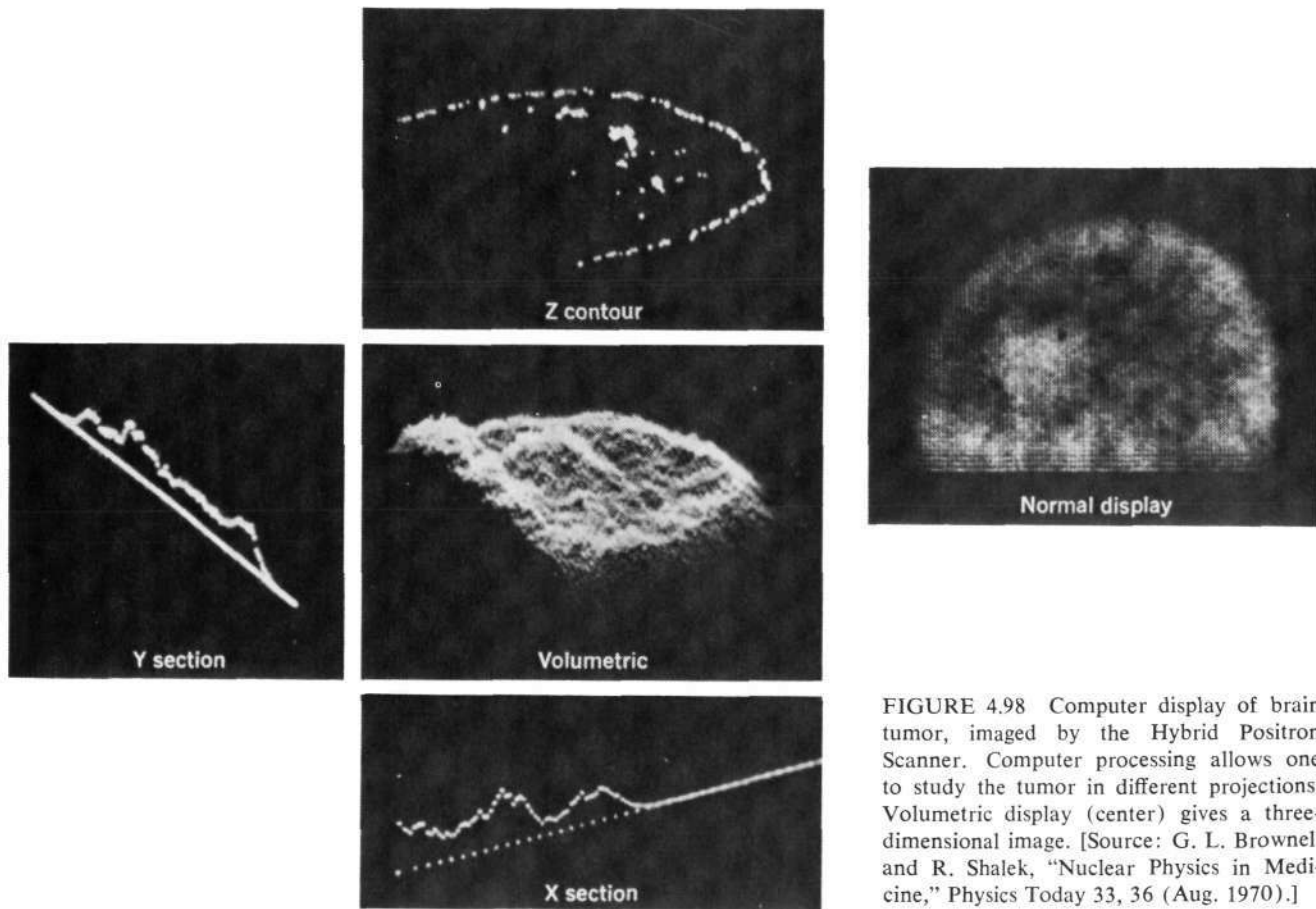 Z contour
Y section
Volumetric
Normal display
X section
FIGURE 4.98 Computer display of brain
tumor, imaged by the Hybrid Positron
Scanner. Computer processing allows one
to study the tumor in different projections.
Volumetric display (center) gives a three-
dimensional image. [Source: G. L. Brownell
and R. Shalek, “Nuclear Physics in Medi-
cine,” Physics Today 33, 36 (Aug. 1970).]